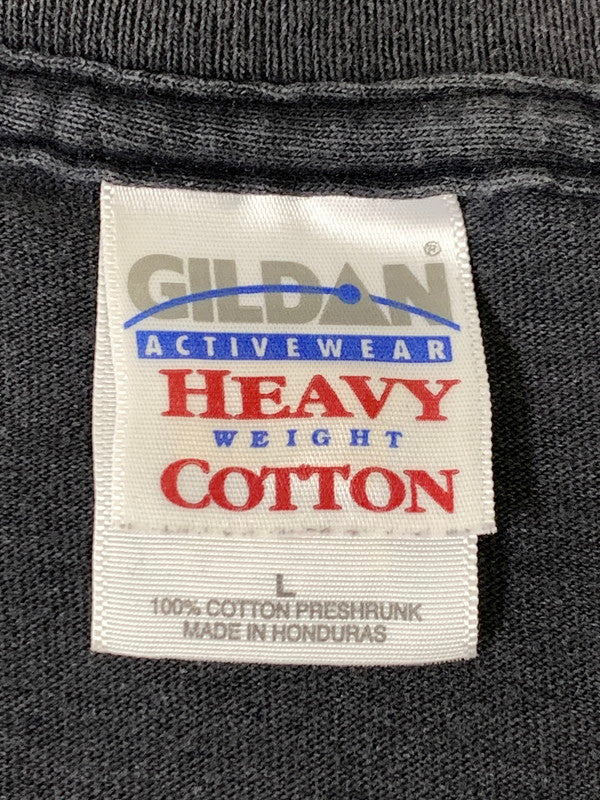 GILDAN®
ACTIVEWEAR
HEAVY
WEIGHT
COTTON
L
100% COTTON PRESHRUNK
MADE IN HONDURAS